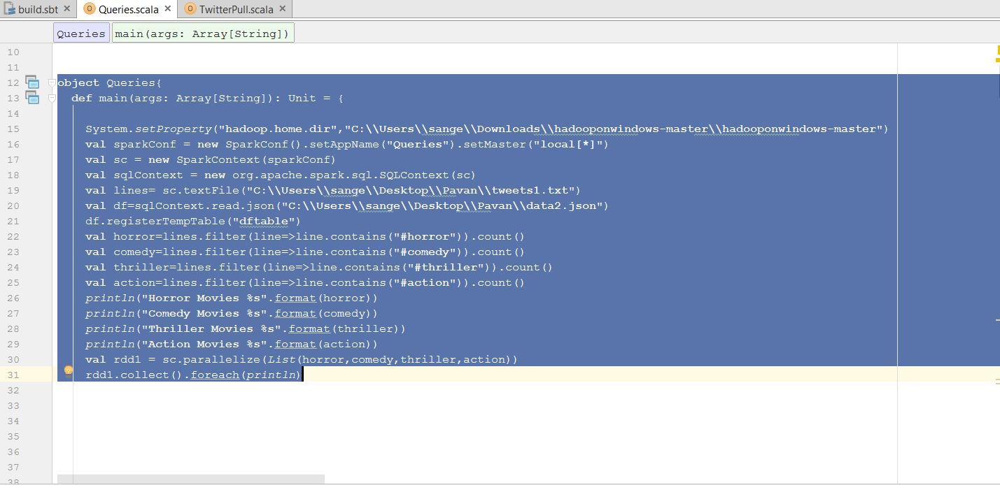 build.sbt Queries.scala TwitterPull.scala
Queries main(args: Array[String])
10
11
12 object Queries{
13 def main(args: Array[String]): Unit = {
14
15 System.setProperty("hadoop.home.dir","C:\\Users\\sange\\Downloads\\hadooponwindows-master\\hadooponwindows-master")
16 val sparkConf = new SparkConf().setAppName("Queries").setMaster("local[*]")
17 val sc = new SparkContext(sparkConf)
18 val sqlContext = new org.apache.spark.sql.SQLContext(sc)
19 val lines= sc.textFile("C:\\Users\\sange\\Desktop\\Pavan\\tweets1.txt")
20 val df=sqlContext.read.json("C:\\Users\\sange\\Desktop\\Pavan\\data2.json")
21 df.registerTempTable("dftable")
22 val horror=lines.filter(line=>line.contains("#horror")).count()
23 val comedy=lines.filter(line=>line.contains("#comedy")).count()
24 val thriller=lines.filter(line=>line.contains("#thriller")).count()
25 val action=lines.filter(line=>line.contains("#action")).count()
26 println("Horror Movies %s".format(horror))
27 println("Comedy Movies %s".format(comedy))
28 println("Thriller Movies %s".format(thriller))
29 println("Action Movies %s".format(action))
30 val rdd1 = sc.parallelize(List(horror,comedy,thriller,action))
31 rdd1.collect().foreach(println)
32
33
34
35
36
37
38